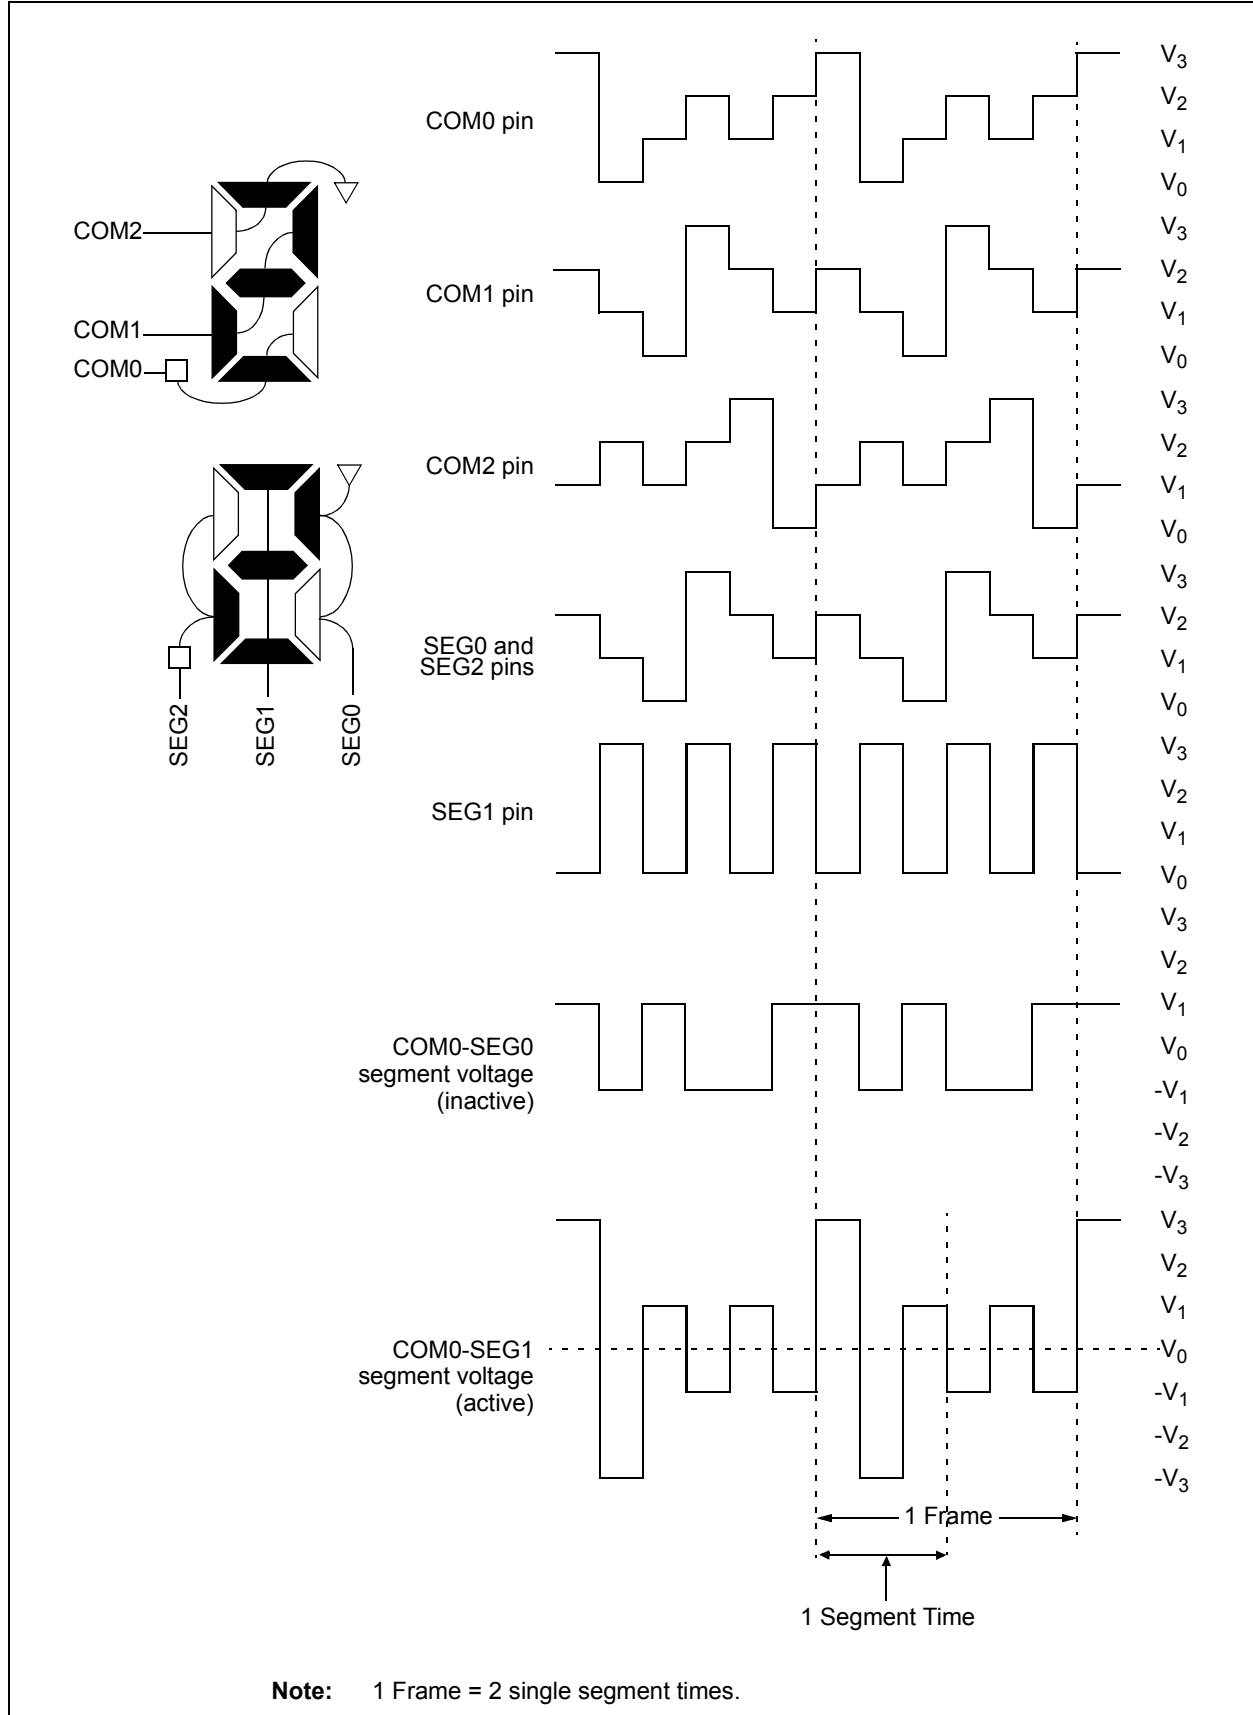 COM2
COM1
COM0
SEG2
SEG1
SEG0
COM0 pin
V3
V2
V1
V0
COM1 pin
V3
V2
V1
V0
COM2 pin
V3
V2
V1
V0
SEG0 and
SEG2 pins
V3
V2
V1
V0
SEG1 pin
V3
V2
V1
V0
COM0-SEG0
segment voltage
(inactive)
V3
V2
V1
V0
-V1
-V2
-V3
COM0-SEG1
segment voltage
(active)
V3
V2
V1
V0
-V1
-V2
-V3
1 Frame
1 Segment Time
Note: 1 Frame = 2 single segment times.